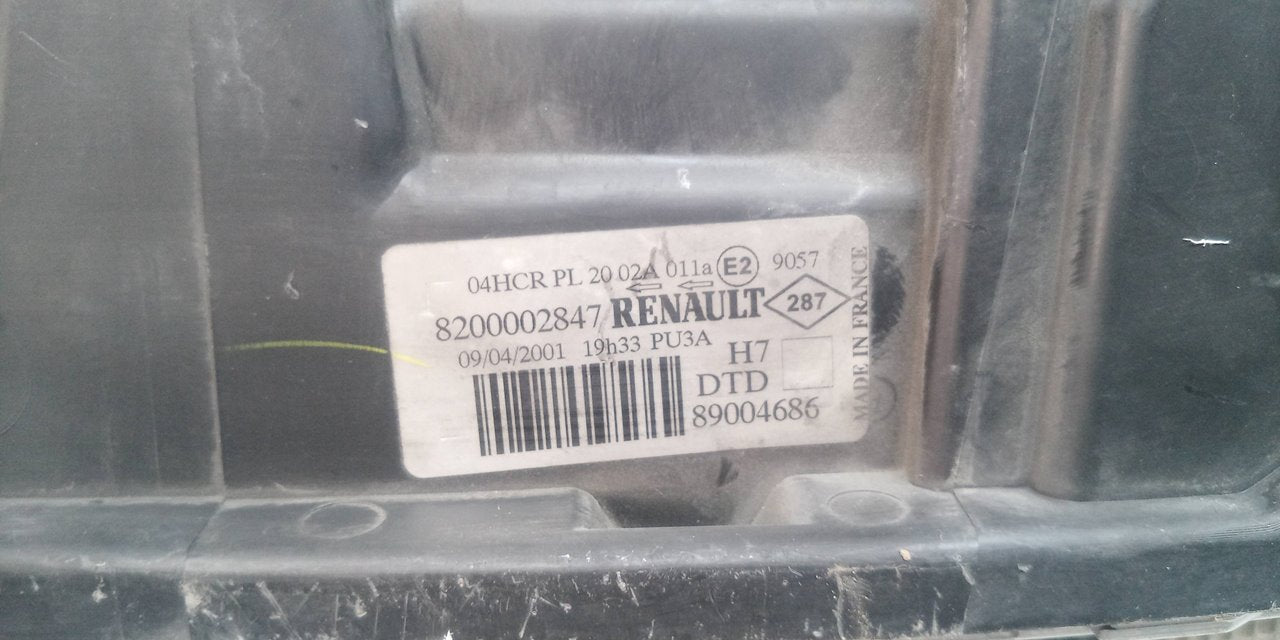 04HCR PL 20 02A 011a E2 9057
8200002847 RENAULT 287
09/04/2001 19h33 PU3A
H7
DTD
89004686
MADE IN FRANCE